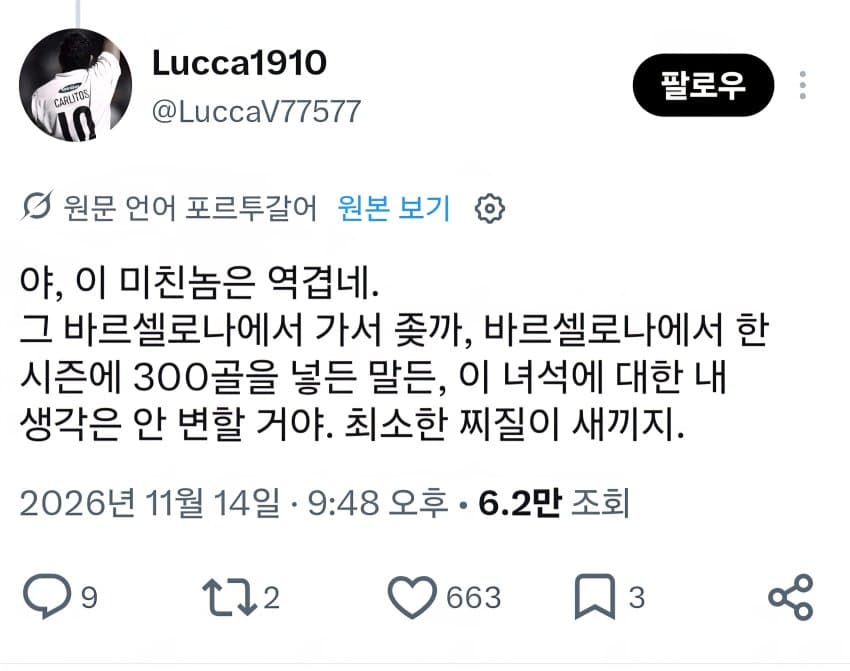 CARLITOS
10
Lucca1910
@LuccaV77577
팔로우
원문 언어 포르투갈어 원본 보기
야, 이 미친놈은 역겹네.
그 바르셀로나에서 가서 좆까, 바르셀로나에서 한
시즌에 300골을 넣든 말든, 이 녀석에 대한 내
생각은 안 변할 거야. 최소한 찌질이 새끼지.
2026년 11월 14일 · 9:48 오후 • 6.2만 조회
9 2 663 3